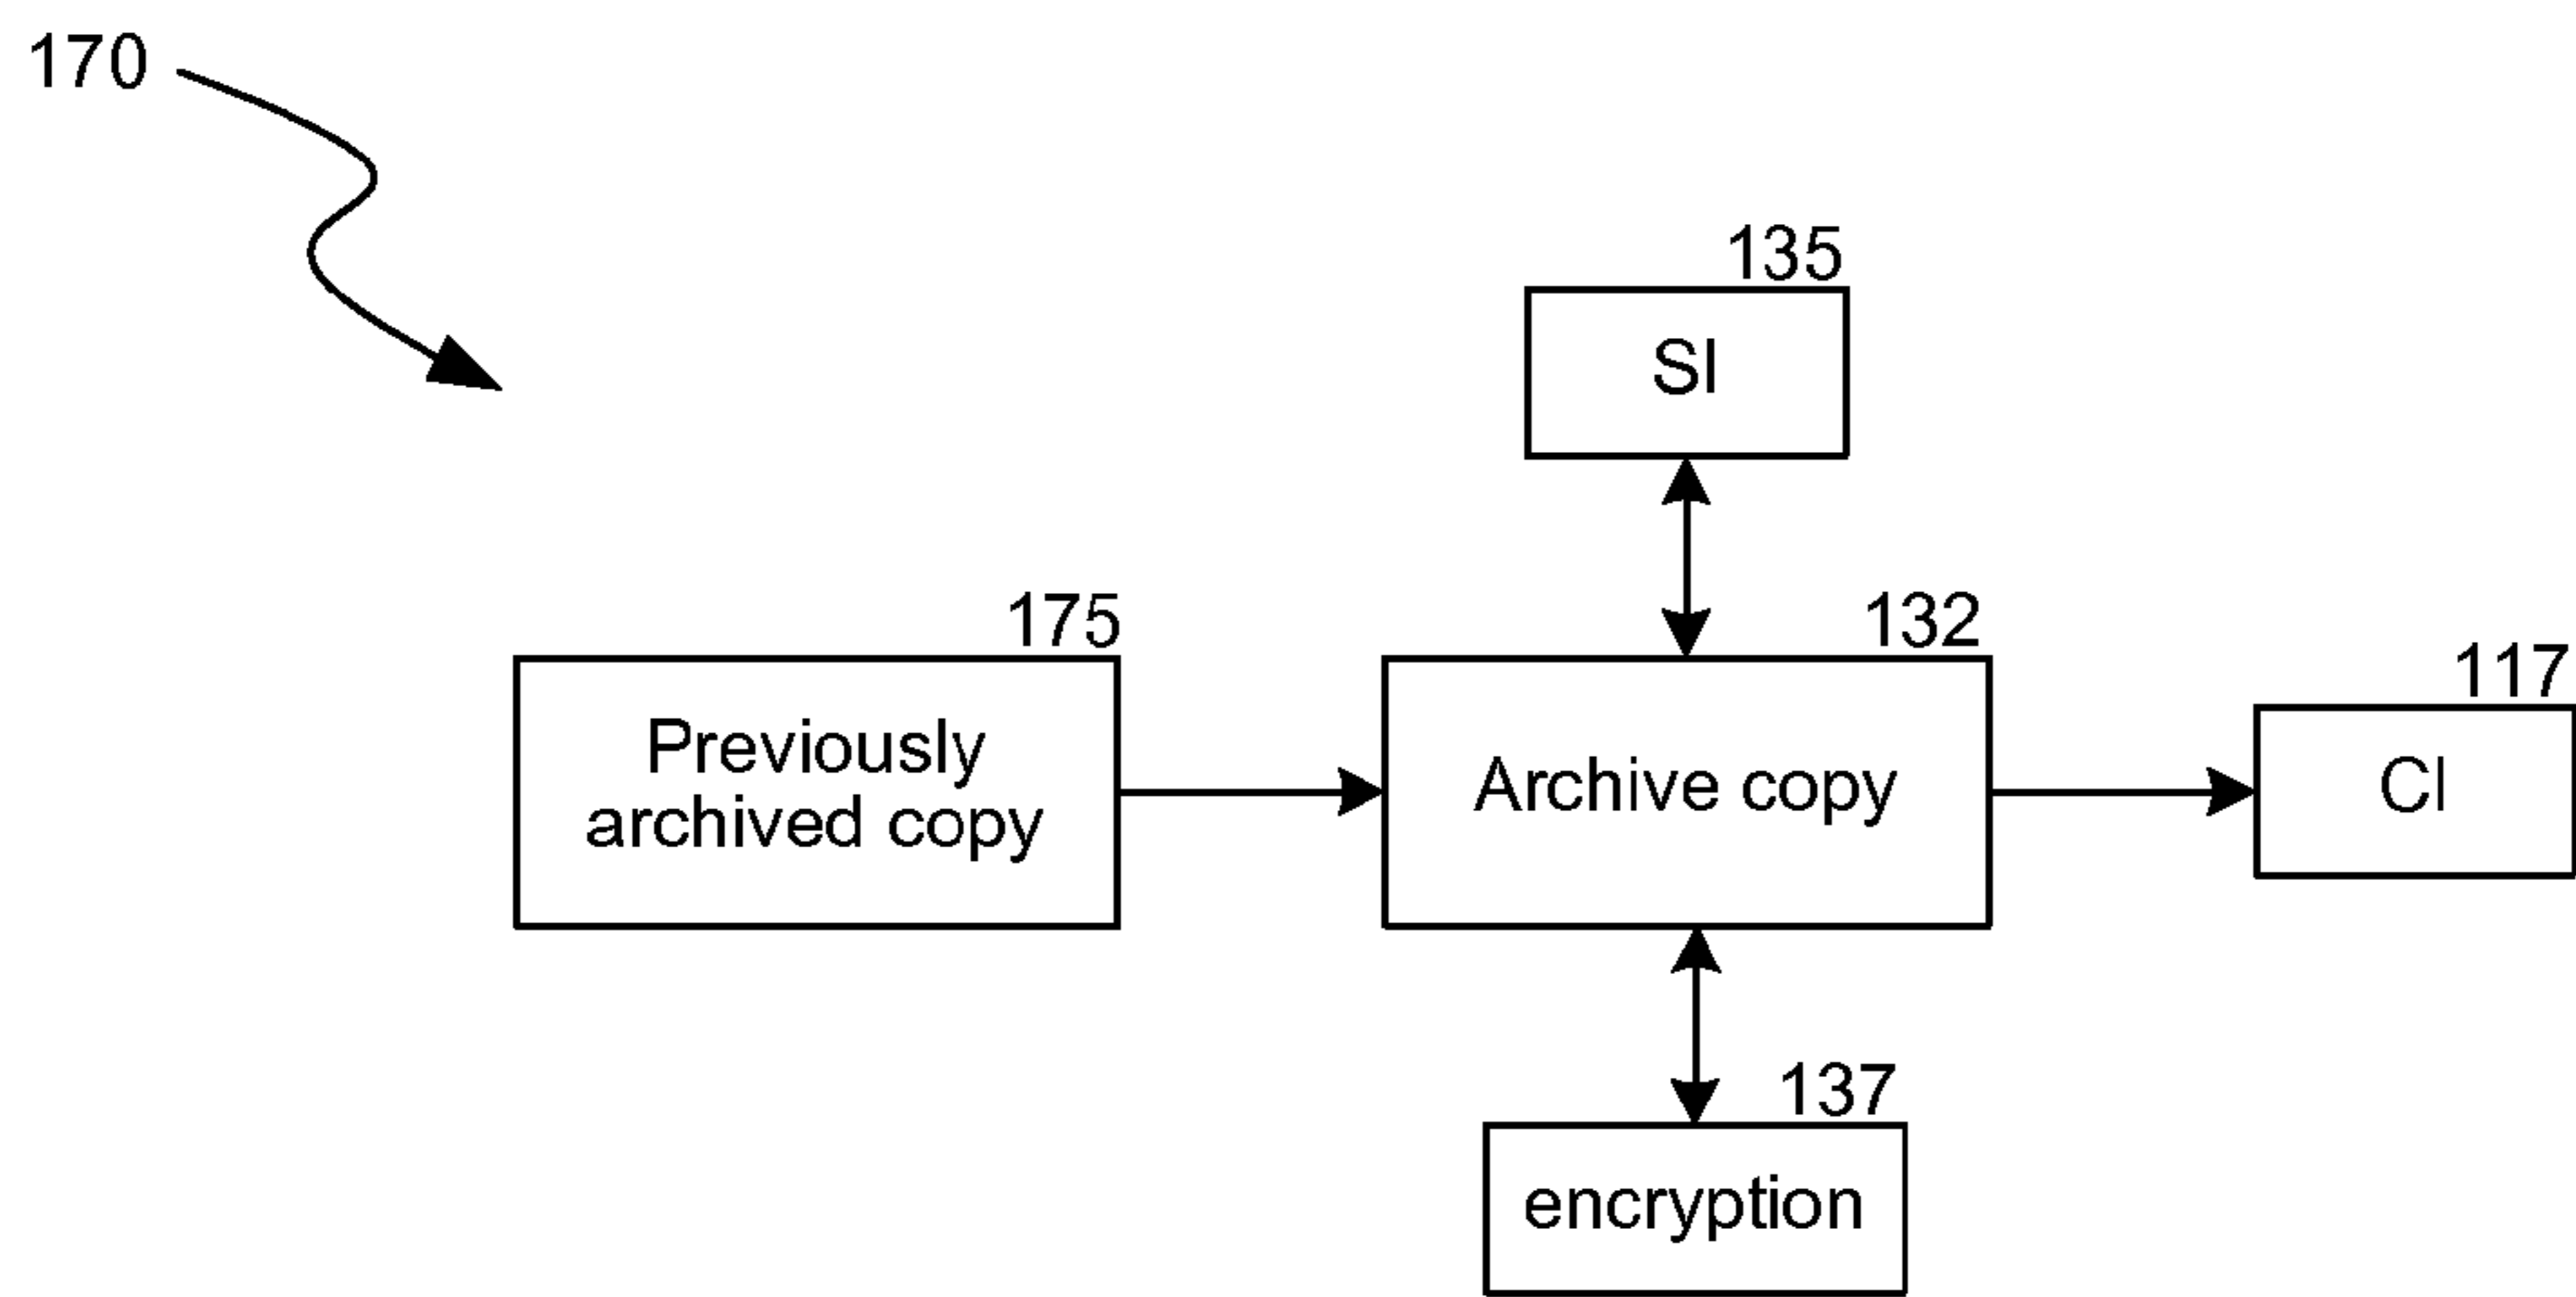 170
135
SI
175
132
117
Previously
archived copy
Archive copy
CI
137
encryption